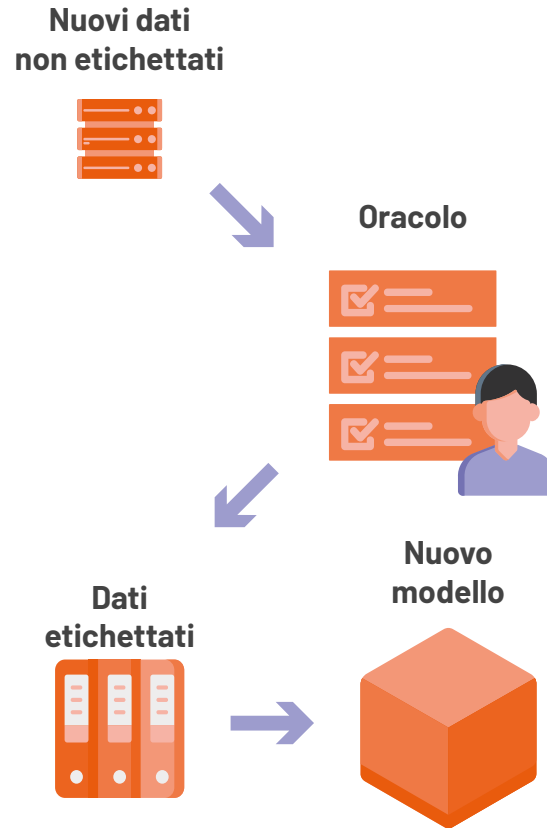 Nuovi dati
non etichettati
Oracolo
Dati
etichettati
Nuovo
modello